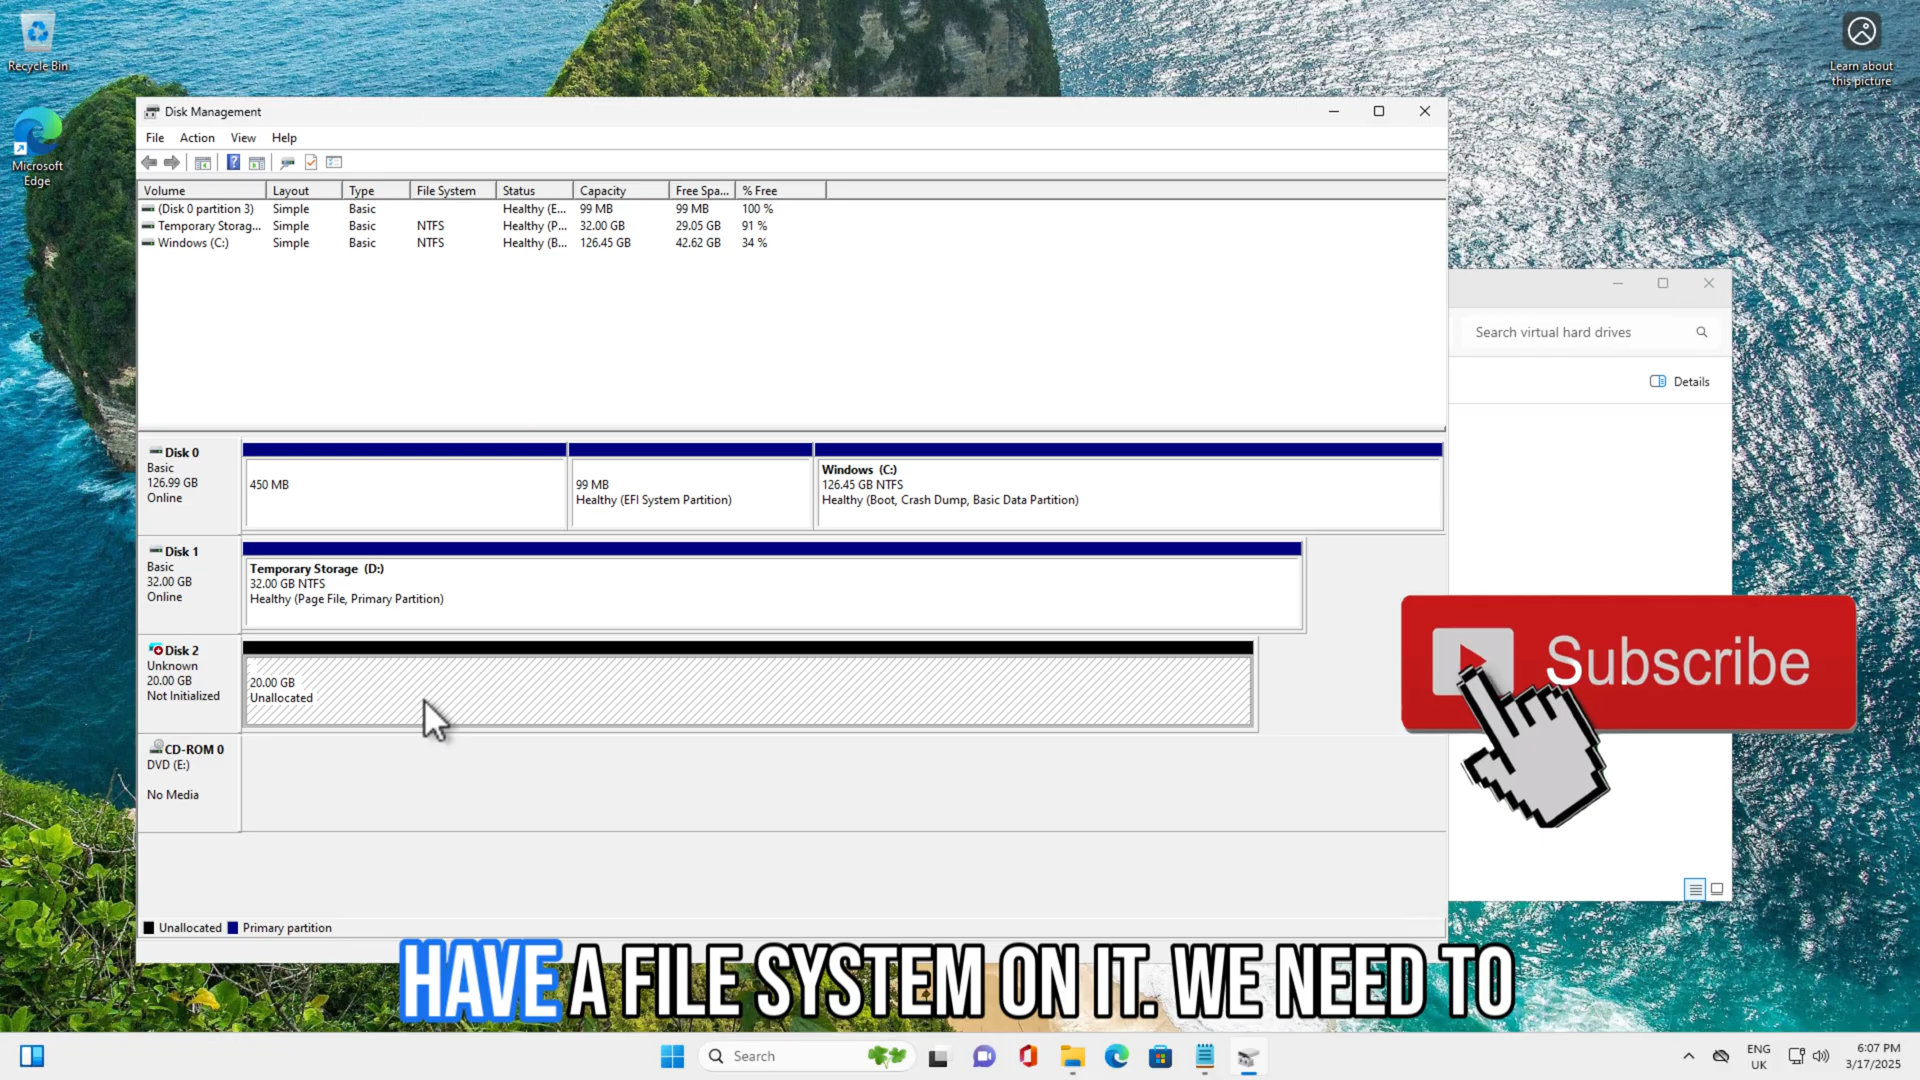 Recycle Bin
Microsoft
Edge
Learn about
this picture
Disk Management
File Action View Help
Volume Layout Type File System Status Capacity Free Spa... % Free
(Disk 0 partition 3) Simple Basic Healthy (E... 99 MB 99 MB 100 %
Temporary Storag... Simple Basic NTFS Healthy (P... 32.00 GB 29.05 GB 91 %
Windows (C:) Simple Basic NTFS Healthy (B... 126.45 GB 42.62 GB 34 %
Search virtual hard drives
Details
Disk 0
Basic
126.99 GB
Online
450 MB
99 MB
Healthy (EFI System Partition)
Windows (C:)
126.45 GB NTFS
Healthy (Boot, Crash Dump, Basic Data Partition)
Disk 1
Basic
32.00 GB
Online
Temporary Storage (D:)
32.00 GB NTFS
Healthy (Page File, Primary Partition)
Disk 2
Unknown
20.00 GB
Not Initialized
20.00 GB
Unallocated
Subscribe
CD-ROM 0
DVD (E:)
No Media
Unallocated Primary partition
HAVE A FILE SYSTEM ON IT. WE NEED TO
Search
ENG
UK
6:07 PM
3/17/2025